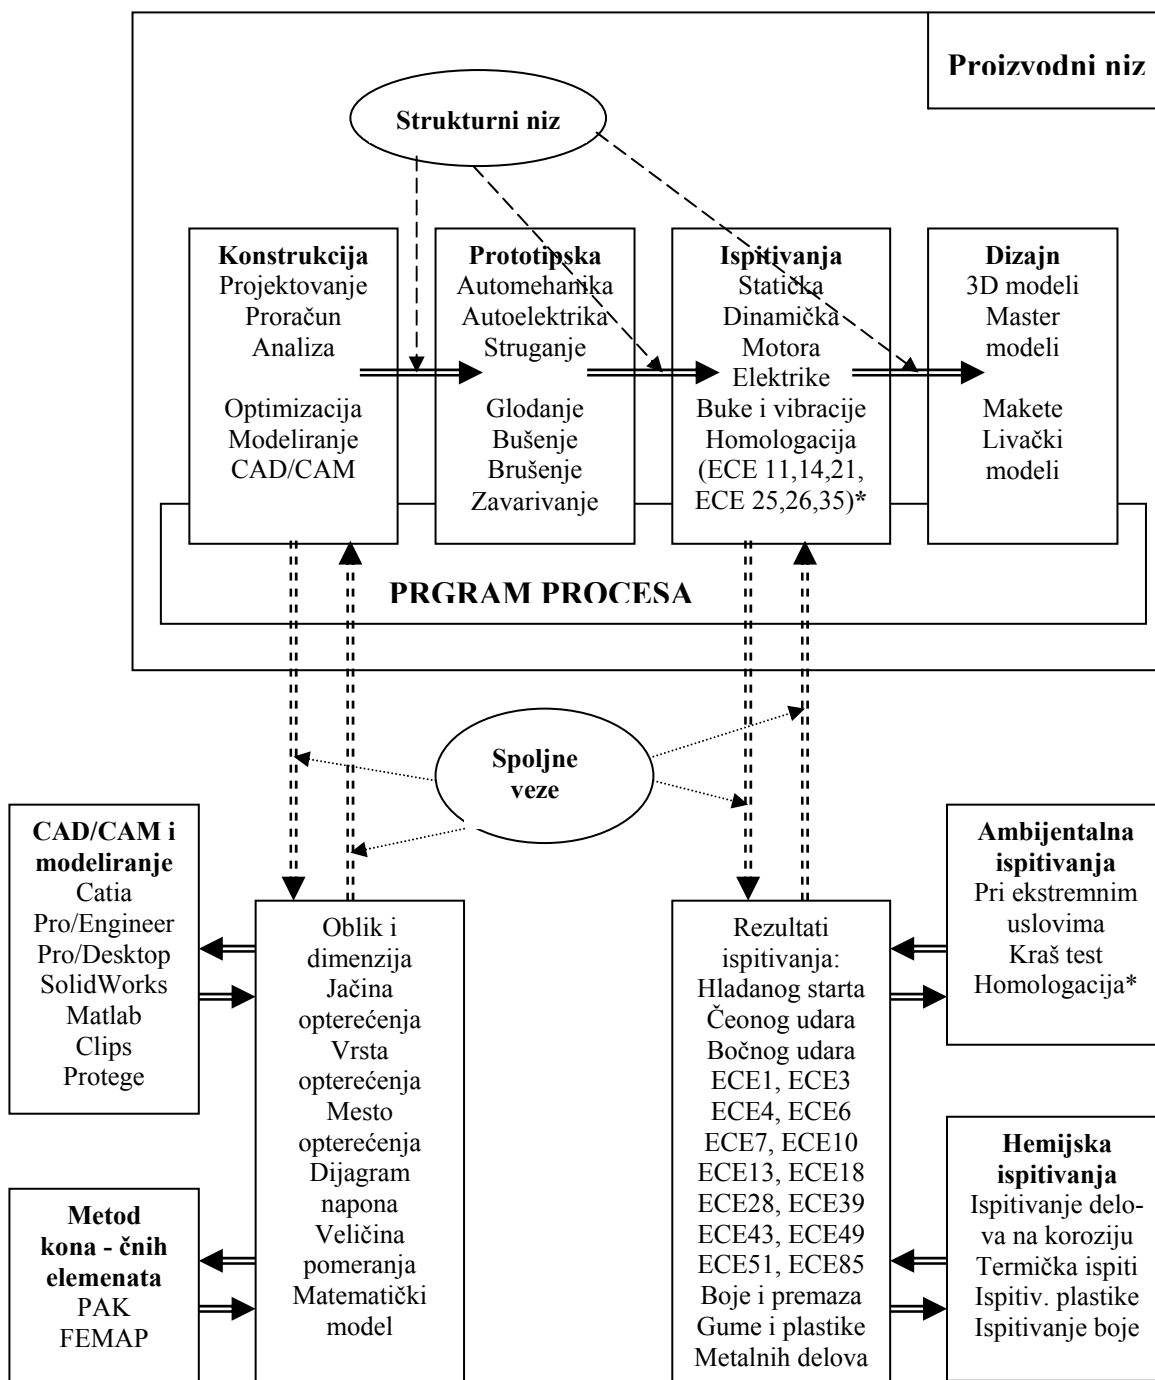 Proizvodni niz
Strukturni niz
Konstrukcija
Projektovanje
Proračun
Analiza
Optimizacija
Modeliranje
CAD/CAM
Prototipska
Automehanika
Autoelektrika
Struganje
Glodanje
Bušenje
Brušenje
Zavarivanje
Ispitivanja
Statička
Dinamička
Motora
Elektrike
Buke i vibracije
Homologacija
(ECE 11,14,21,
ECE 25,26,35)*
Dizajn
3D modeli
Master
modeli
Makete
Livački
modeli
PRGRAM PROCESA
Spoljne
veze
CAD/CAM i
modeliranje
Catia
Pro/Engineer
Pro/Desktop
SolidWorks
Matlab
Clips
Protege
Metod
kona - čnih
elemenata
PAK
FEMAP
Oblik i
dimenzija
Jačina
opterećenja
Vrsta
opterećenja
Mesto
opterećenja
Dijagram
napona
Veličina
pomeranja
Matematički
model
Rezultati
ispitivanja:
Hladanog starta
Čeonog udara
Bočnog udara
ECE1, ECE3
ECE4, ECE6
ECE7, ECE10
ECE13, ECE18
ECE28, ECE39
ECE43, ECE49
ECE51, ECE85
Boje i premaza
Gume i plastike
Metalnih delova
Ambijentalna
ispitivanja
Pri ekstremnim
uslovima
Kraš test
Homologacija*
Hemijska
ispitivanja
Ispitivanje delo-
va na koroziju
Termička ispiti
Ispitiv. plastike
Ispitivanje boje